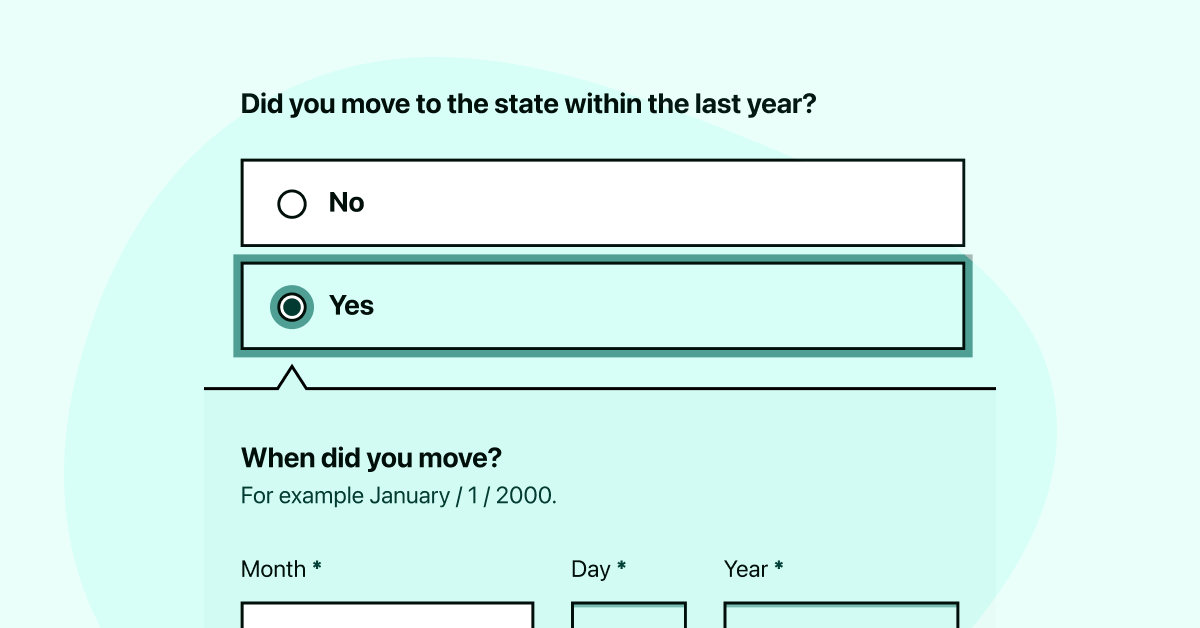 Did you move to the state within the last year?
No
Yes
When did you move?
For example January / 1 / 2000.
Month * Day * Year *